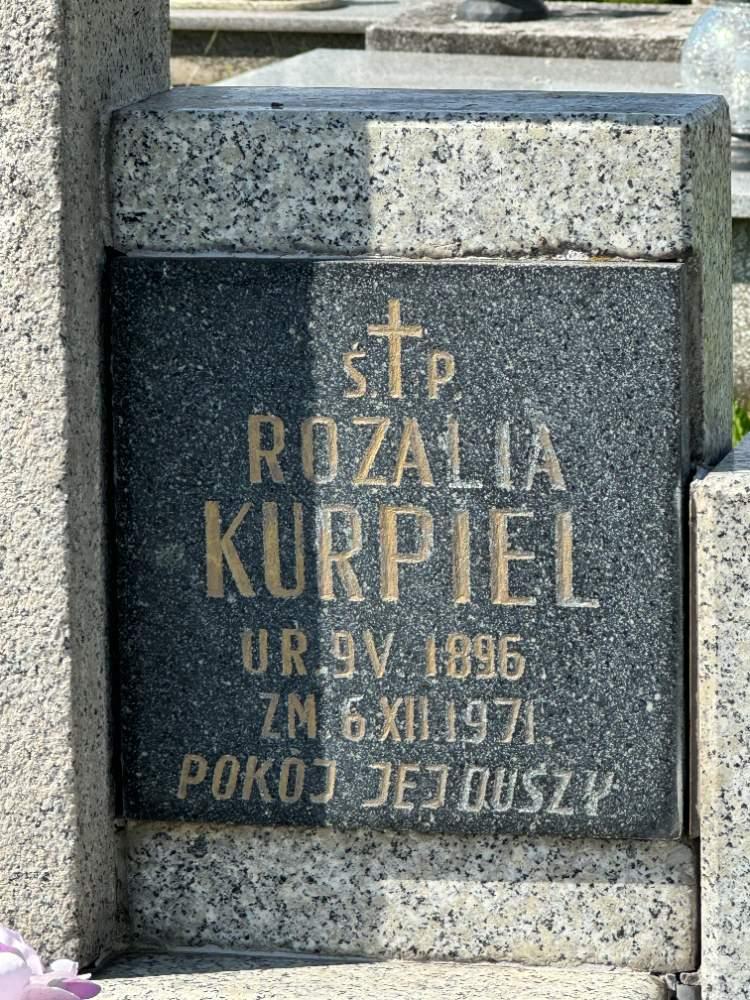 Ś.†P.
ROZALIA
KURPIEL
UR. 9 V. 1896
ZM. 6 XII. 1971.
POKÓJ JEJ DUSZY